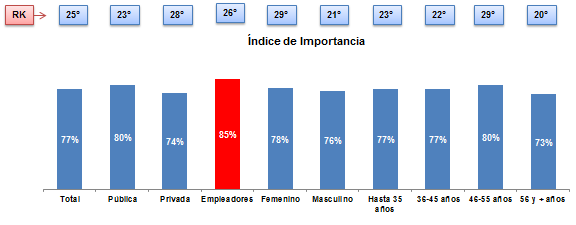 RK 25° 23° 28° 26° 29° 21° 23° 22° 29° 20°
Índice de Importancia
77% 80% 74% 85% 78% 76% 77% 77% 80% 73%
Total Pública Privada Empleadores Femenino Masculino Hasta 35 36-45 años 46-55 años 56 y + años
años